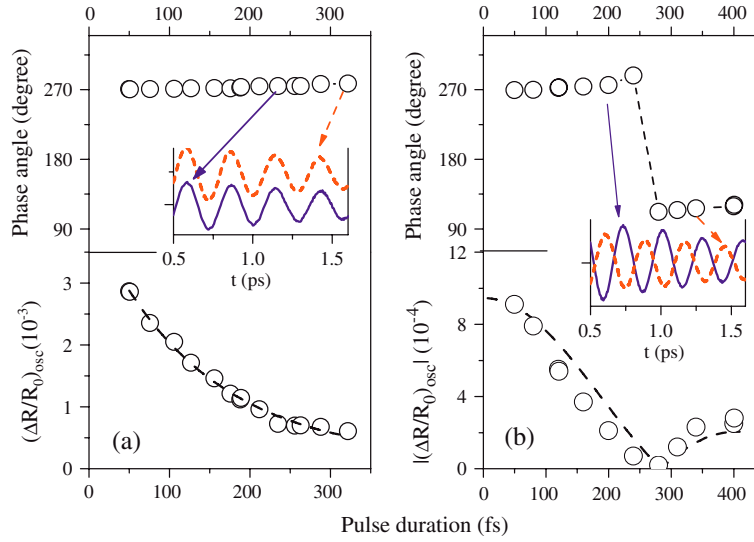 0 100 200 300
0 100 200 300 400
Phase angle (degree)
270
180
90
0.5 1.0 1.5
t (ps)
(ΔR/R₀)osc(10⁻³)
3
2
1
0
(a)
0 100 200 300
Phase angle (degree)
270
180
90
12
0.5 1.0 1.5
t (ps)
|(ΔR/R₀)osc| (10⁻⁴)
8
4
0
(b)
0 100 200 300 400
Pulse duration (fs)